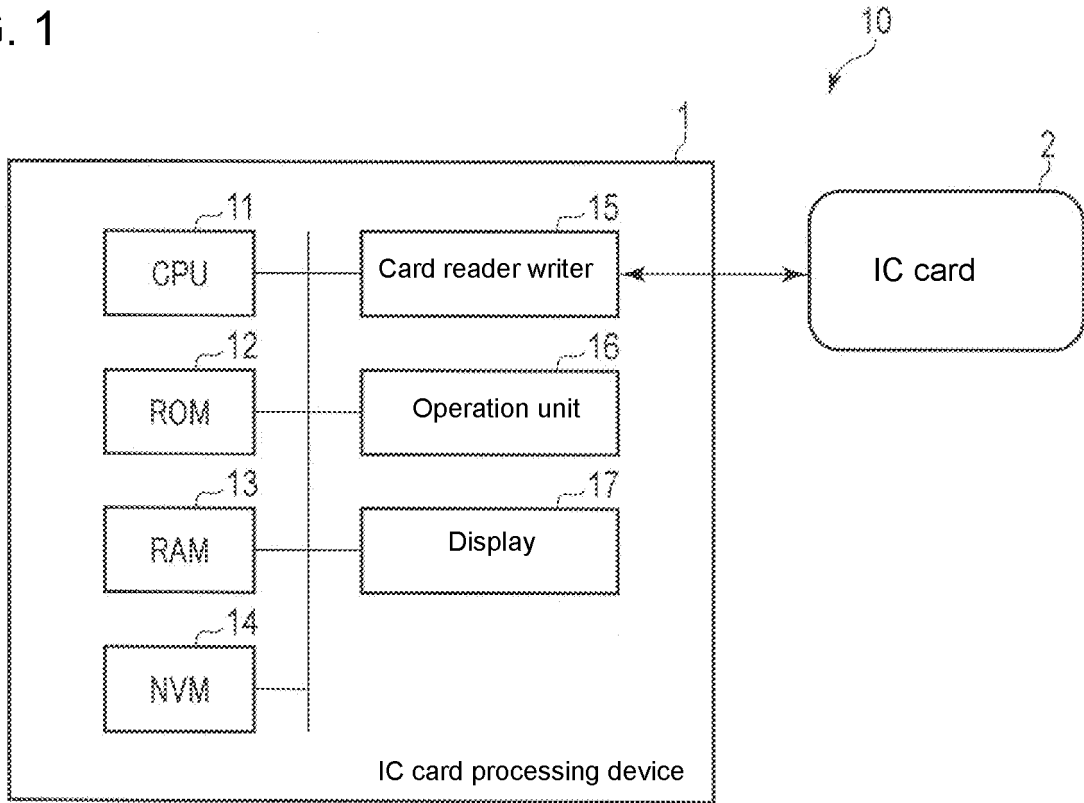 G. 1
10
1
2
11
15
CPU
Card reader writer
IC card
12
16
ROM
Operation unit
13
17
RAM
Display
14
NVM
IC card processing device